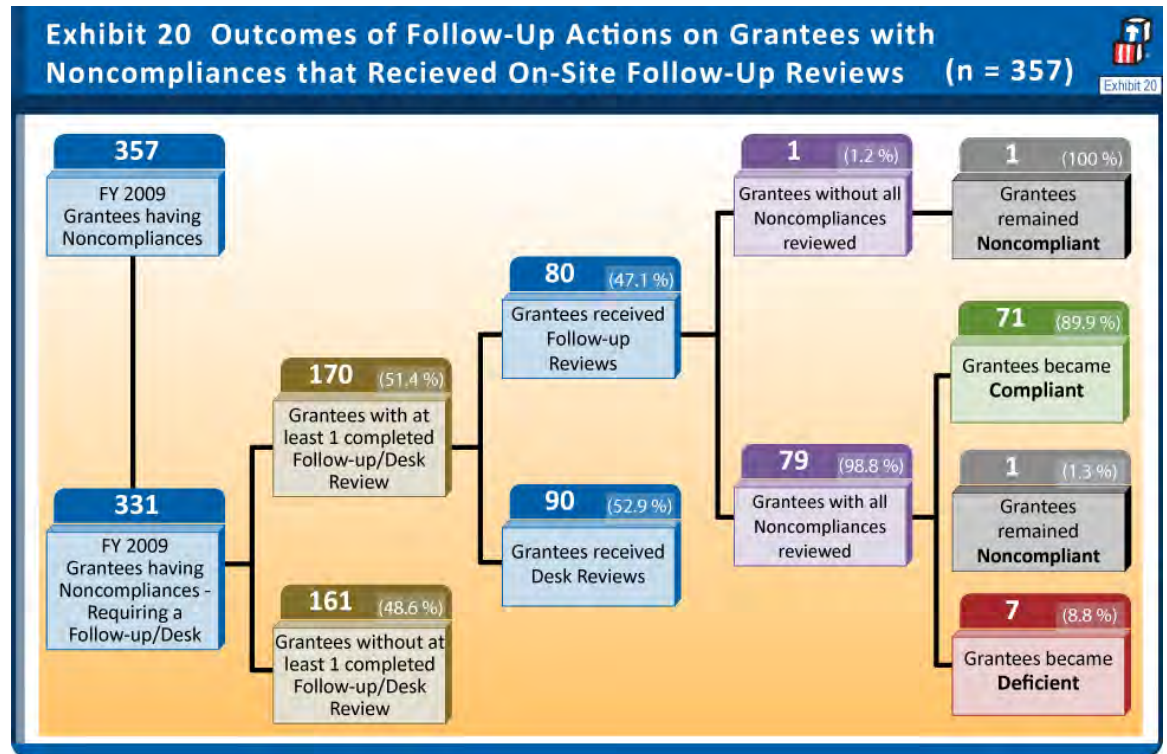 Exhibit 20 Outcomes of Follow-Up Actions on Grantees with
Noncompliances that Recieved On-Site Follow-Up Reviews (n = 357)
Exhibit 20
357
FY 2009
Grantees having
Noncompliances
331
FY 2009
Grantees having
Noncompliances -
Requiring a
Follow-up/Desk
170 (51.4 %)
Grantees with at
least 1 completed
Follow-up/Desk
Review
161 (48.6 %)
Grantees without at
least 1 completed
Follow-up/Desk
Review
80 (47.1 %)
Grantees received
Follow-up
Reviews
90 (52.9 %)
Grantees received
Desk Reviews
1 (1.2 %)
Grantees without all
Noncompliances
reviewed
79 (98.8 %)
Grantees with all
Noncompliances
reviewed
1 (100 %)
Grantees
remained
Noncompliant
71 (89.9 %)
Grantees became
Compliant
1 (1.3 %)
Grantees
remained
Noncompliant
7 (8.8 %)
Grantees became
Deficient